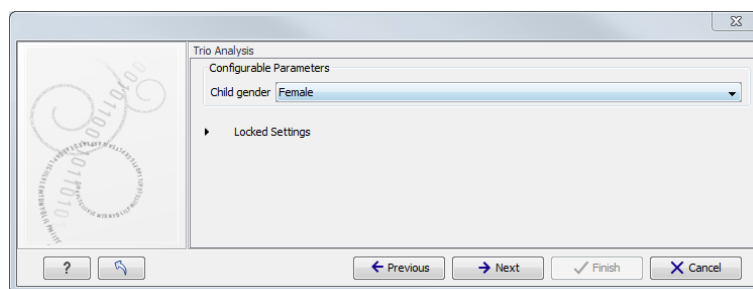 Trio Analysis
Configurable Parameters
Child gender Female
Locked Settings
? Previous Next Finish Cancel